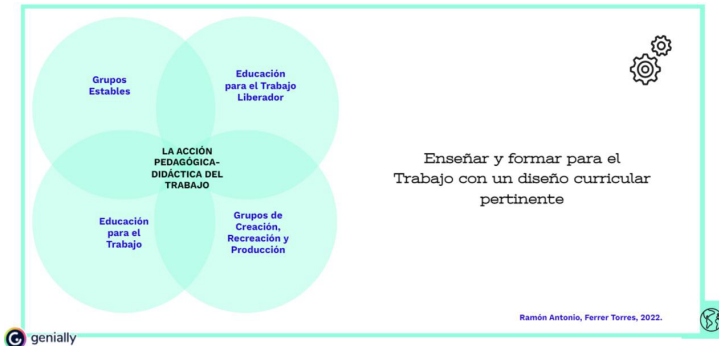 Grupos
Estables
Educación
para el Trabajo
Liberador
LA ACCIÓN
PEDAGÓGICA-
DIDÁCTICA DEL
TRABAJO
Educación
para el
Trabajo
Grupos de
Creación,
Recreación y
Producción
Enseñar y formar para el
Trabajo con un diseño curricular
pertinente
Ramón Antonio, Ferrer Torres, 2022.
genially